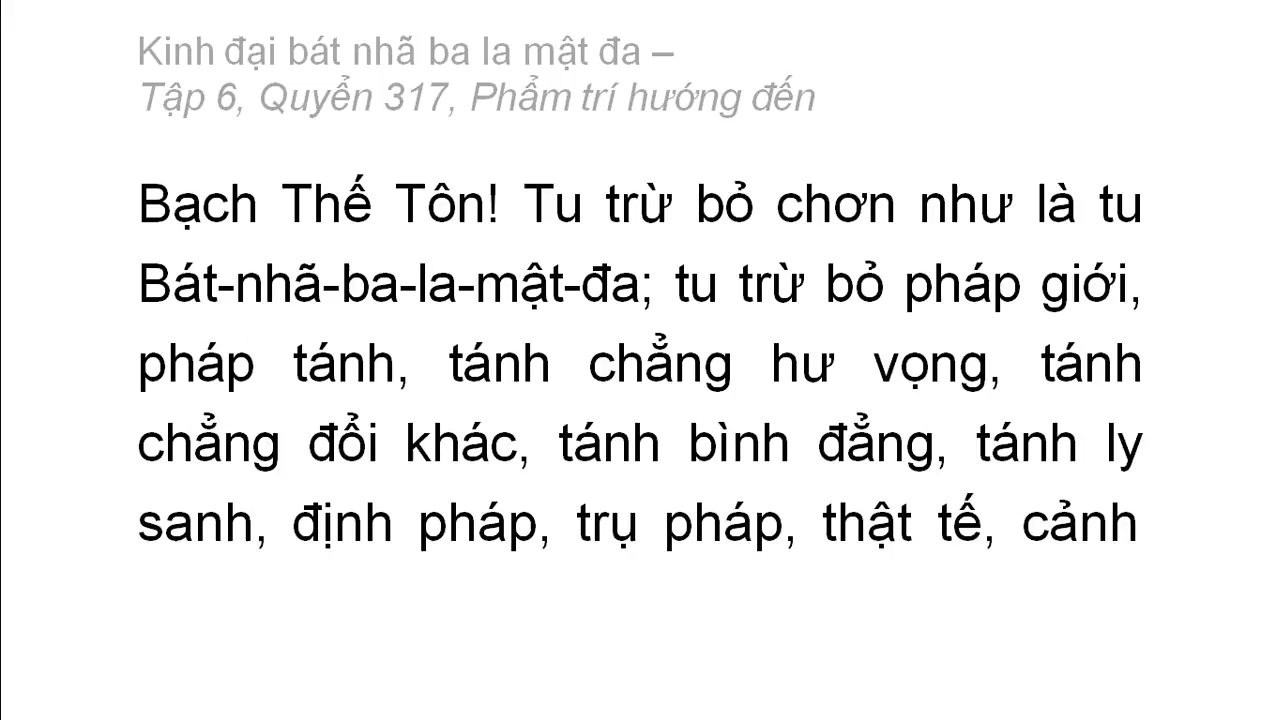 Kinh đại bát nhã ba la mật đa –
Tập 6, Quyển 317, Phẩm trí hướng đến
Bạch Thế Tôn! Tu trừ bỏ chơn như là tu
Bát-nhã-ba-la-mật-đa; tu trừ bỏ pháp giới,
pháp tánh, tánh chẳng hư vọng, tánh
chẳng đổi khác, tánh bình đẳng, tánh ly
sanh, định pháp, trụ pháp, thật tế, cảnh